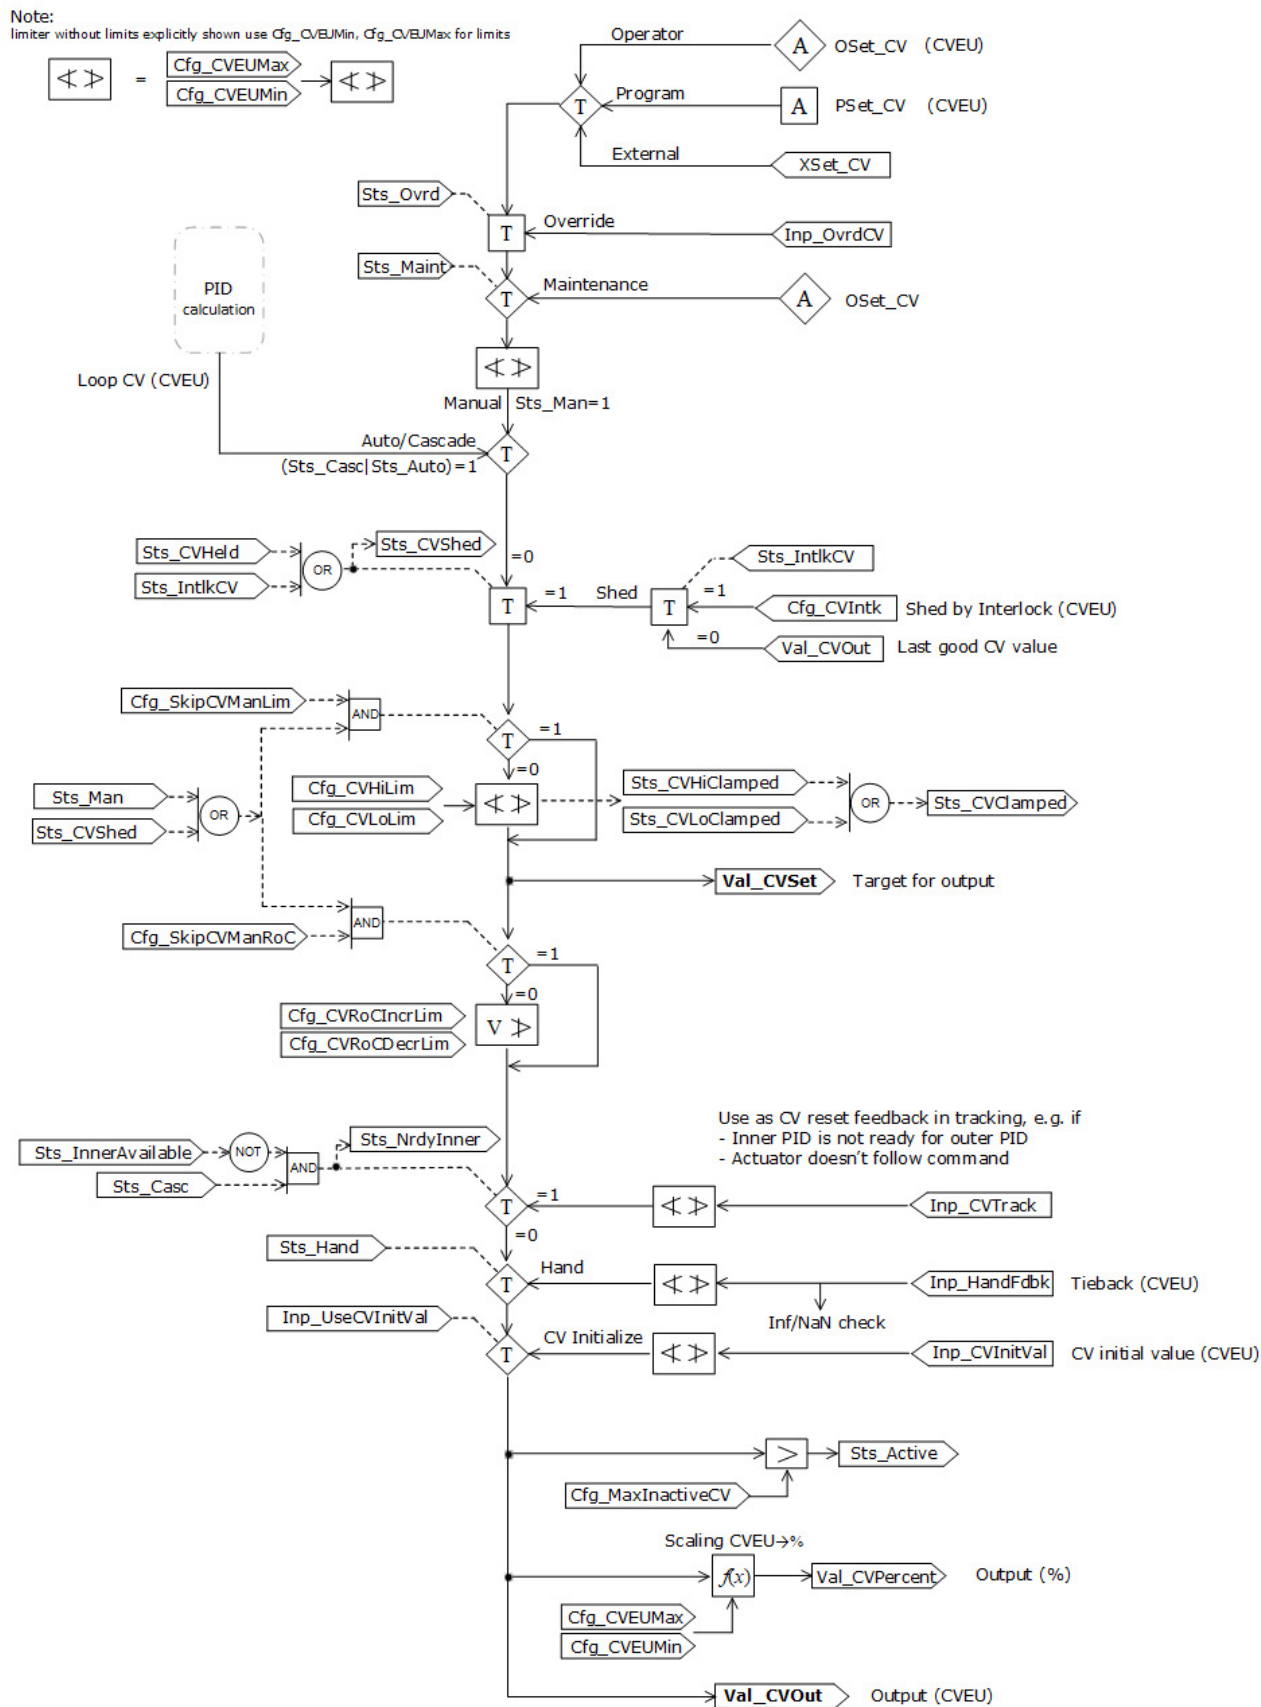 Note:
limiter without limits explicitly shown use Cfg_CVEUMin, Cfg_CVEUMax for limits
=
Cfg_CVEUMax
Cfg_CVEUMin
Operator
A
OSet_CV (CVEU)
T
Program
A
PSet_CV (CVEU)
External
XSet_CV
Sts_Ovrd
T
Override
Inp_OvrdCV
Sts_Maint
T
Maintenance
A
OSet_CV
PID
calculation
Loop CV (CVEU)
Manual Sts_Man=1
Auto/Cascade
(Sts_Casc|Sts_Auto)=1
T
Sts_CVHeld
Sts_IntlkCV
OR
Sts_CVShed
=0
T
=1
Shed
T
Sts_IntlkCV
=1
Cfg_CVIntk
Shed by Interlock (CVEU)
=0
Val_CVOut
Last good CV value
Cfg_SkipCVManLim
AND
T
=1
=0
Sts_Man
Sts_CVShed
OR
Cfg_CVHiLim
Cfg_CVLoLim
Sts_CVHiClamped
Sts_CVLoClamped
OR
Sts_CVClamped
Val_CVSet
Target for output
AND
Cfg_SkipCVManRoC
T
=1
=0
Cfg_CVRoCIncrLim
Cfg_CVRoCDecrLim
V
Use as CV reset feedback in tracking, e.g. if
- Inner PID is not ready for outer PID
- Actuator doesn't follow command
Sts_InnerAvailable
NOT
Sts_Casc
AND
Sts_NrdyInner
T
=1
Inp_CVTrack
=0
Sts_Hand
T
Hand
Inp_HandFdbk
Tieback (CVEU)
Inf/NaN check
Inp_UseCVInitVal
T
CV Initialize
Inp_CVInitVal
CV initial value (CVEU)
>
Sts_Active
Cfg_MaxInactiveCV
Scaling CVEU→%
f(x)
Val_CVPercent
Output (%)
Cfg_CVEUMax
Cfg_CVEUMin
Val_CVOut
Output (CVEU)